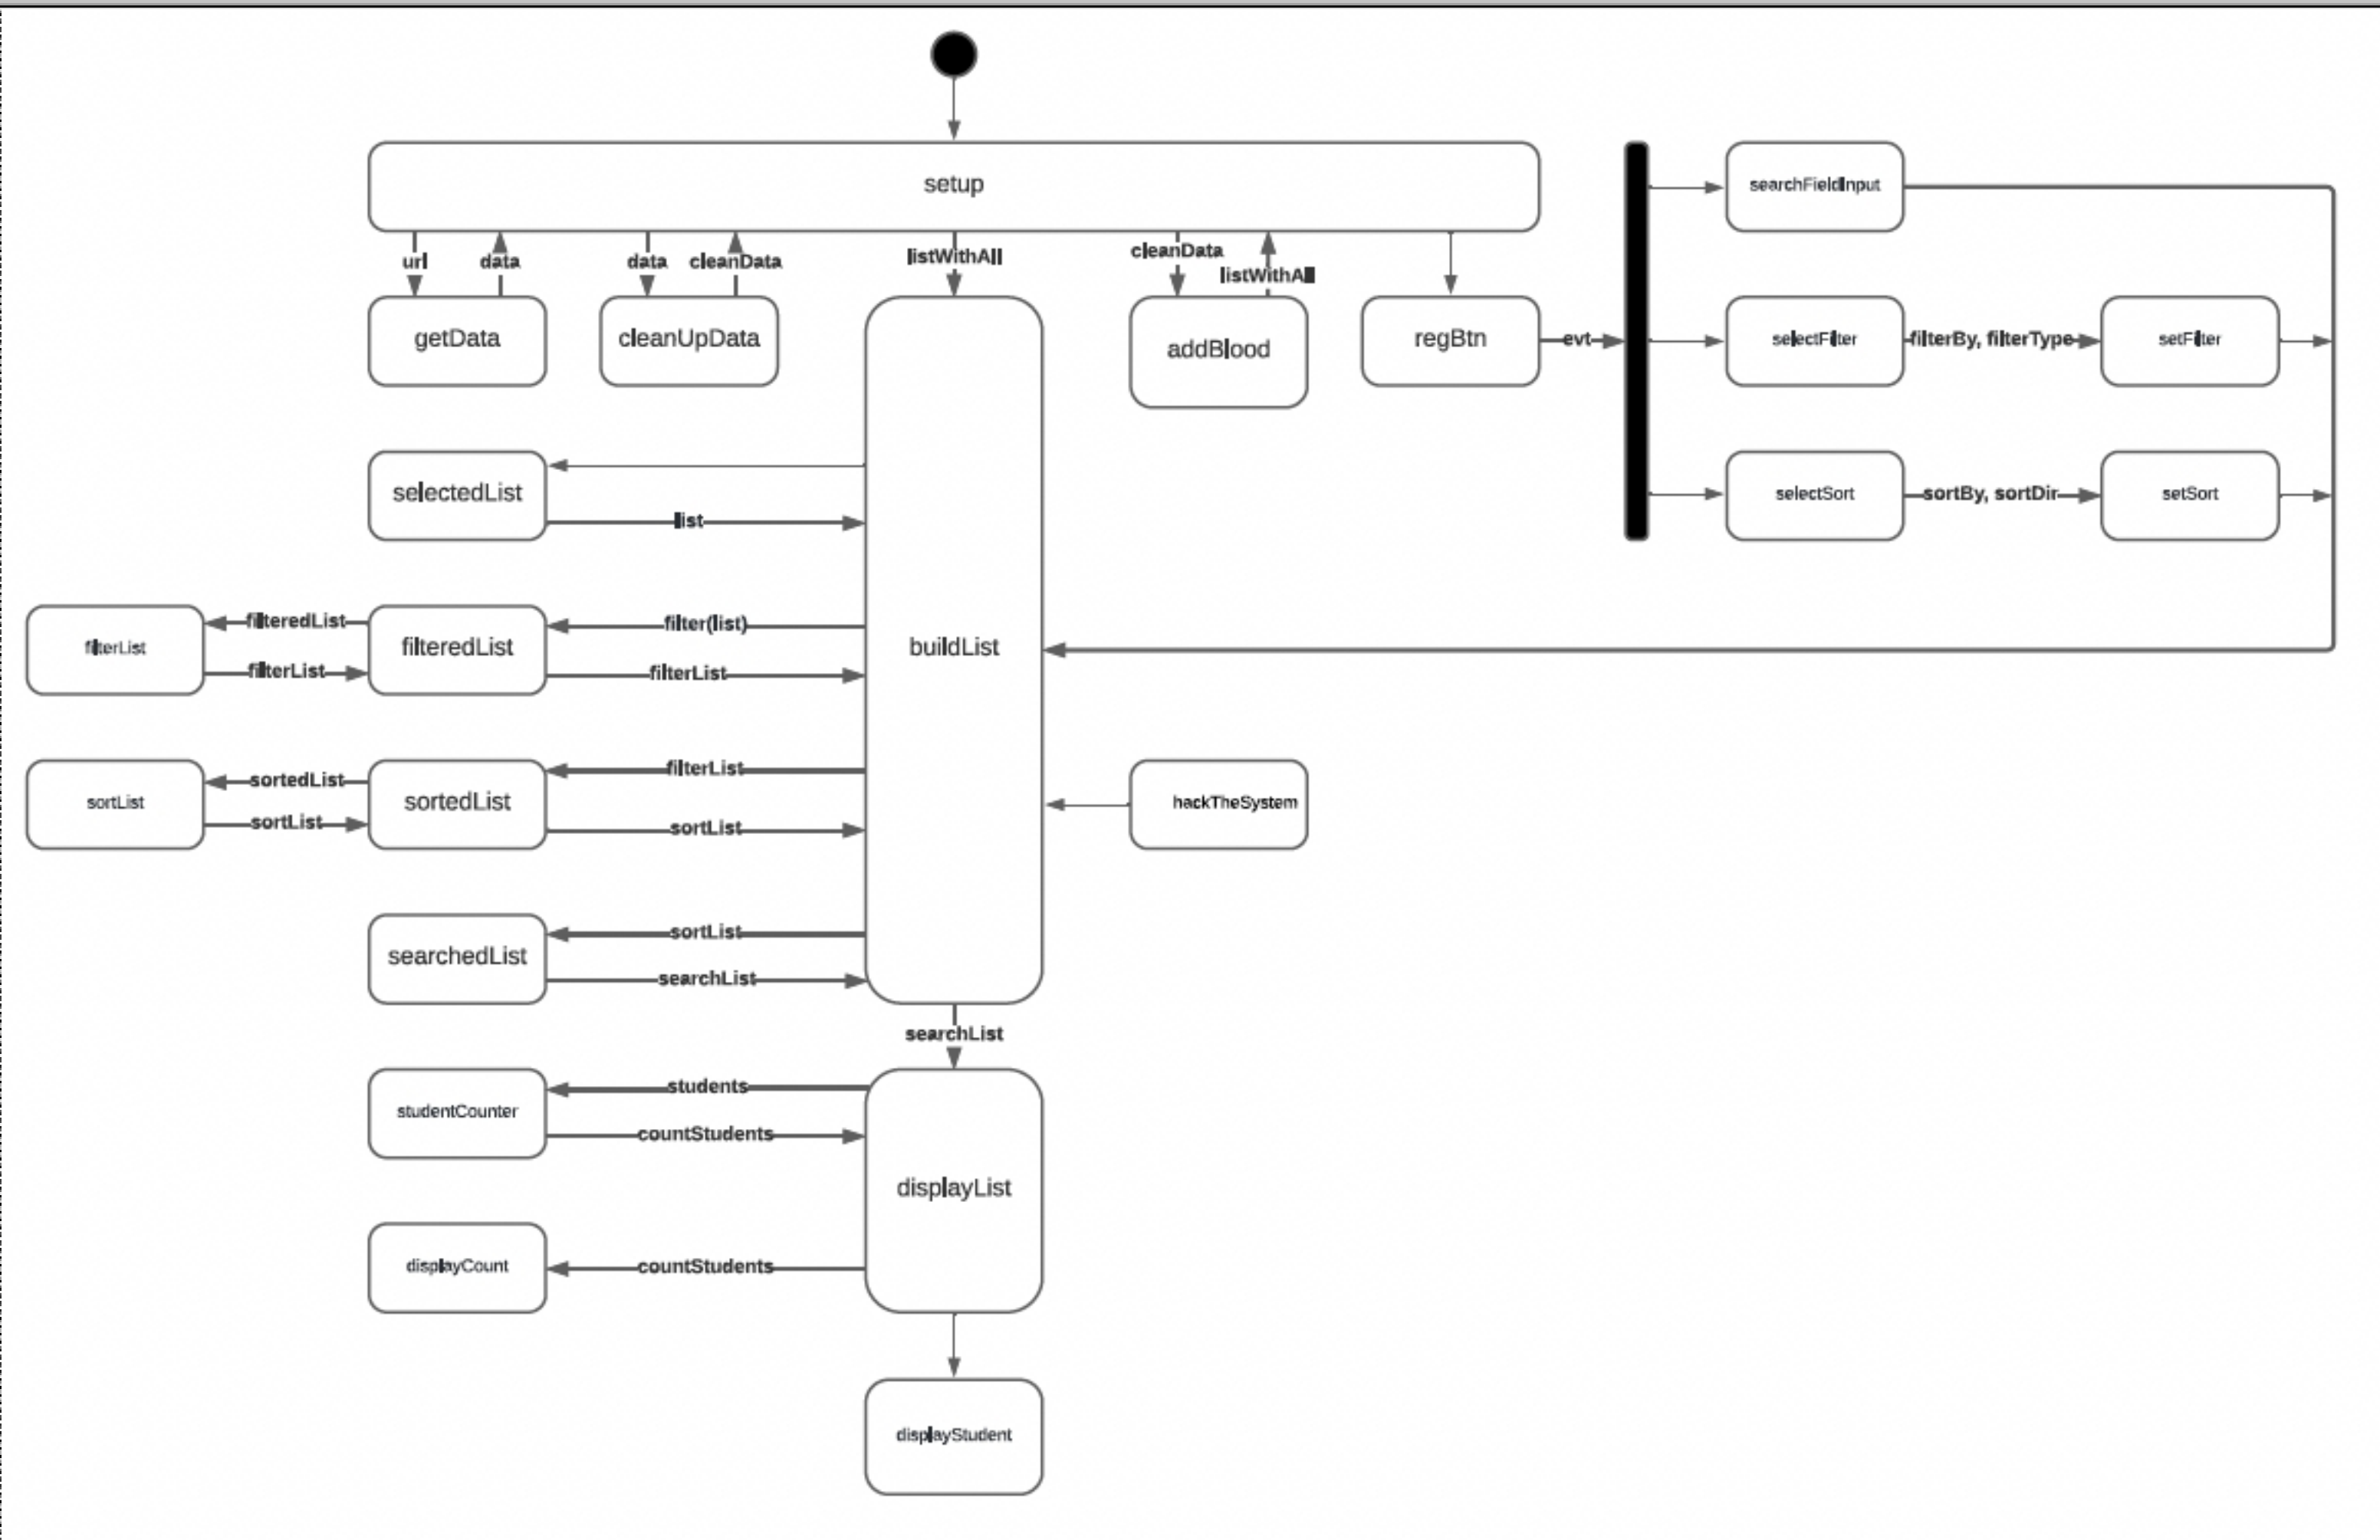 setup
searchFieldInput
url
data
data
cleanData
listWithAll
cleanData
listWithAll
getData
cleanUpData
addBlood
regBtn
evt
selectFilter
filterBy, filterType
setFilter
selectedList
list
selectSort
sortBy, sortDir
setSort
filterList
filteredList
filterList
filteredList
filter(list)
filterList
buildList
sortList
sortedList
sortList
sortedList
filterList
sortList
hackTheSystem
searchedList
sortList
searchList
searchList
studentCounter
students
countStudents
displayList
displayCount
countStudents
displayStudent